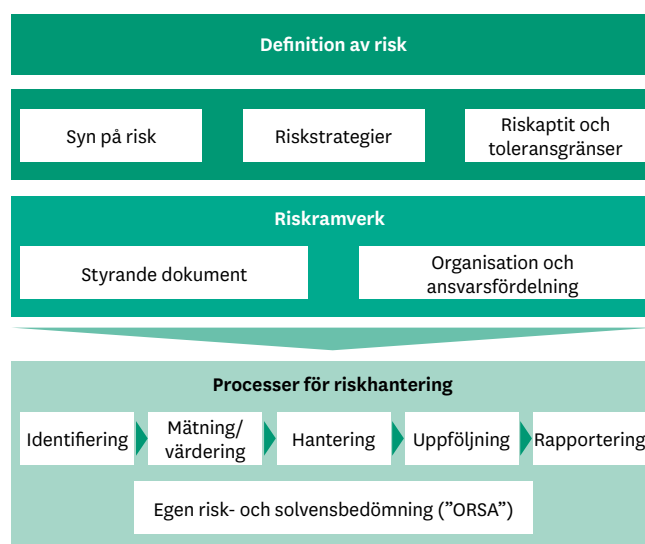 Definition av risk
Syn på risk
Riskstrategier
Riskaptit och
toleransgränser
Riskramverk
Styrande dokument
Organisation och
ansvarsfördelning
Processer för riskhantering
Identifiering
Mätning/
värdering
Hantering
Uppföljning
Rapportering
Egen risk- och solvensbedömning (”ORSA”)